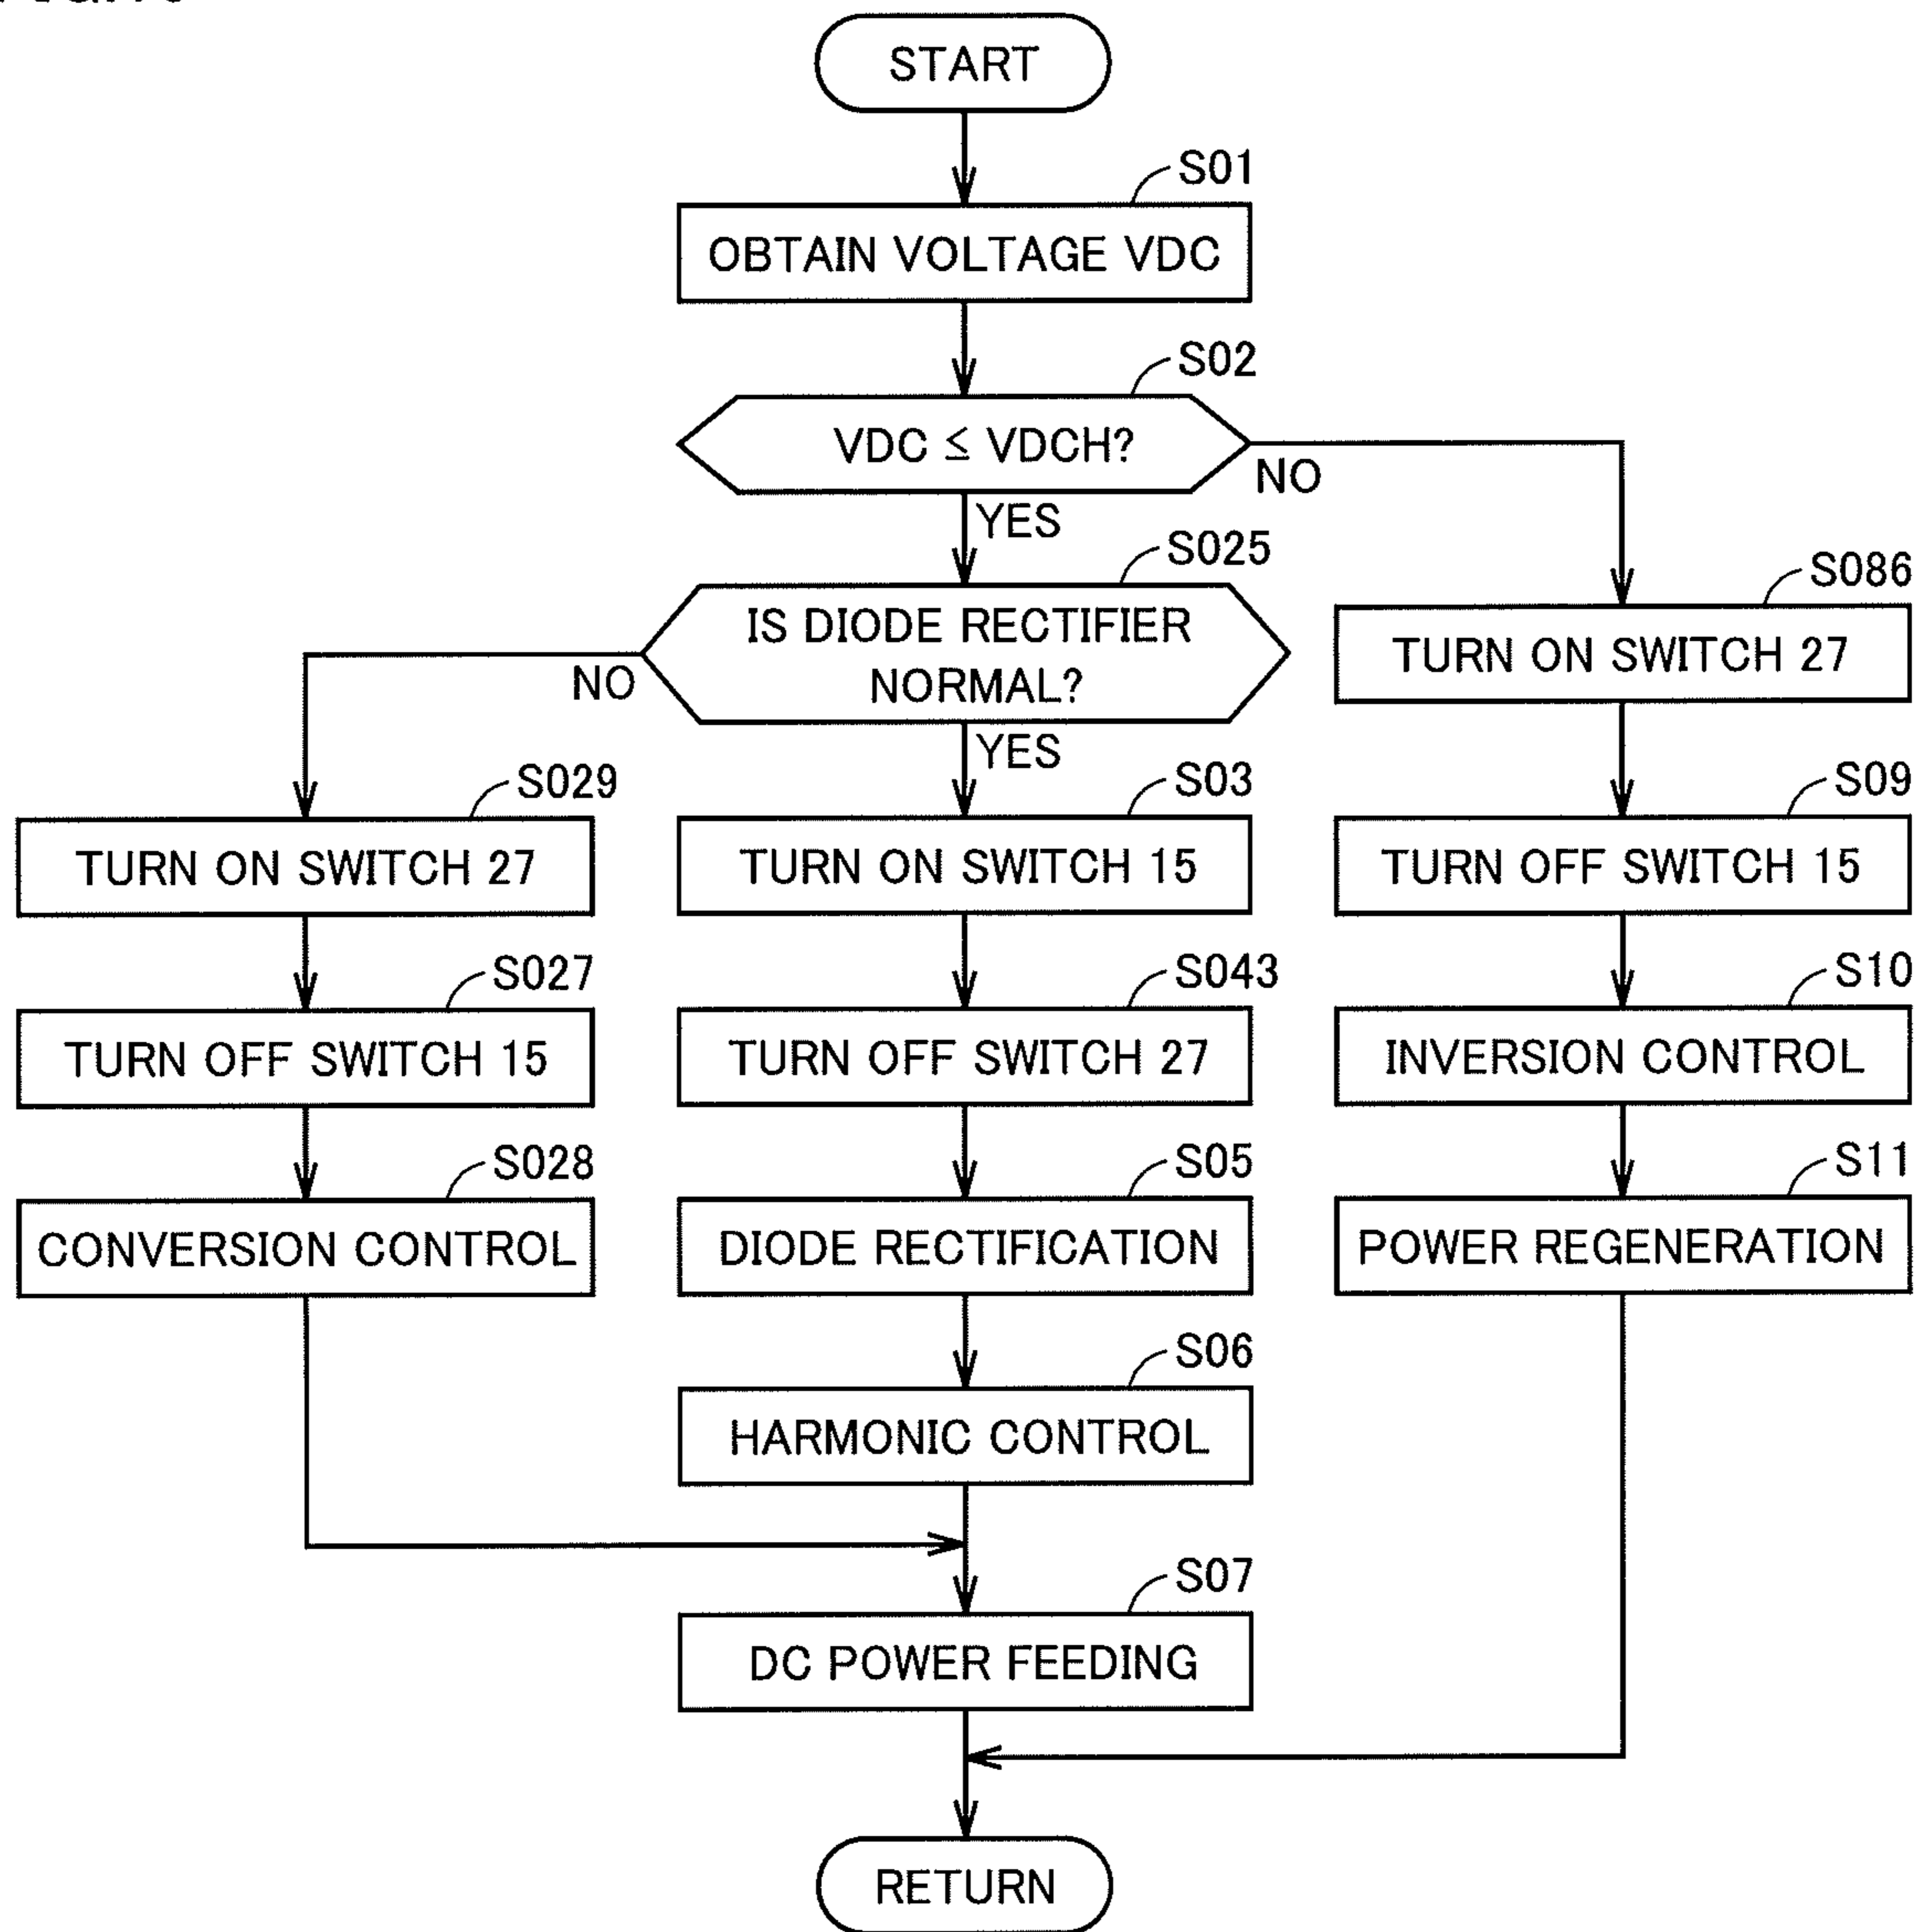 START
S01
OBTAIN VOLTAGE VDC
S02
VDC ≤ VDCH?
NO
YES
S025
IS DIODE RECTIFIER
NORMAL?
NO
YES
S086
TURN ON SWITCH 27
S029
TURN ON SWITCH 27
S03
TURN ON SWITCH 15
S09
TURN OFF SWITCH 15
S027
TURN OFF SWITCH 15
S043
TURN OFF SWITCH 27
S10
INVERSION CONTROL
S028
CONVERSION CONTROL
S05
DIODE RECTIFICATION
S11
POWER REGENERATION
S06
HARMONIC CONTROL
S07
DC POWER FEEDING
RETURN